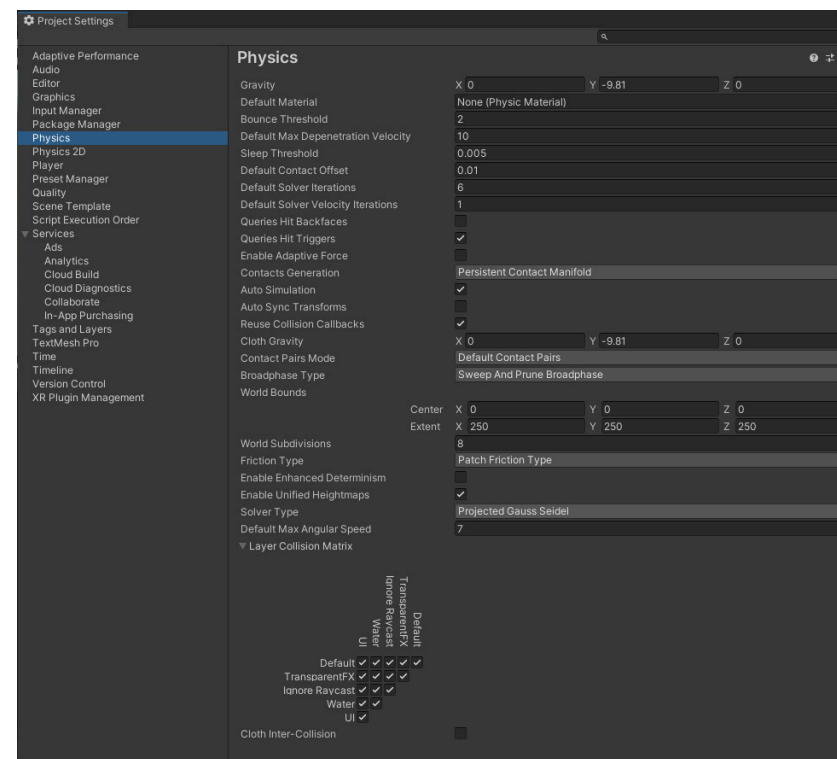 Project Settings
Adaptive Performance
Audio
Editor
Graphics
Input Manager
Package Manager
Physics
Physics 2D
Player
Preset Manager
Quality
Scene Template
Script Execution Order
Services
Ads
Analytics
Cloud Build
Cloud Diagnostics
Collaborate
In-App Purchasing
Tags and Layers
TextMesh Pro
Time
Timeline
Version Control
XR Plugin Management
Physics
Gravity X 0 Y -9.81 Z 0
Default Material None (Physic Material)
Bounce Threshold 2
Default Max Depenetration Velocity 10
Sleep Threshold 0.005
Default Contact Offset 0.01
Default Solver Iterations 6
Default Solver Velocity Iterations 1
Queries Hit Backfaces
Queries Hit Triggers
Enable Adaptive Force
Contacts Generation Persistent Contact Manifold
Auto Simulation
Auto Sync Transforms
Reuse Collision Callbacks
Cloth Gravity X 0 Y -9.81 Z 0
Contact Pairs Mode Default Contact Pairs
Broadphase Type Sweep And Prune Broadphase
World Bounds
Center X 0 Y 0 Z 0
Extent X 250 Y 250 Z 250
World Subdivisions 8
Friction Type Patch Friction Type
Enable Enhanced Determinism
Enable Unified Heightmaps
Solver Type Projected Gauss Seidel
Default Max Angular Speed 7
Layer Collision Matrix
UI
Water
Ignore Raycast
TransparentFX
Default
Default
TransparentFX
Ignore Raycast
Water
UI
Cloth Inter-Collision